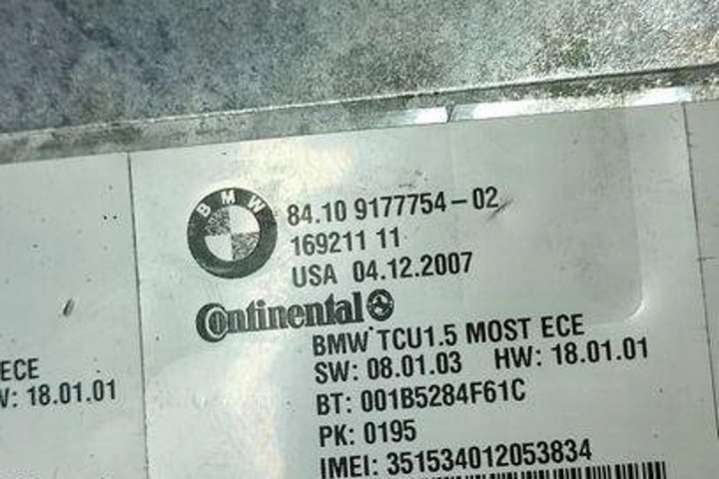 BMW
84.10 9177754-02
169211 11
USA 04.12.2007
Continental
BMW TCU1.5 MOST ECE
SW: 08.01.03 HW: 18.01.01
BT: 001B5284F61C
PK: 0195
IMEI: 351534012053834
ECE
: 18.01.01